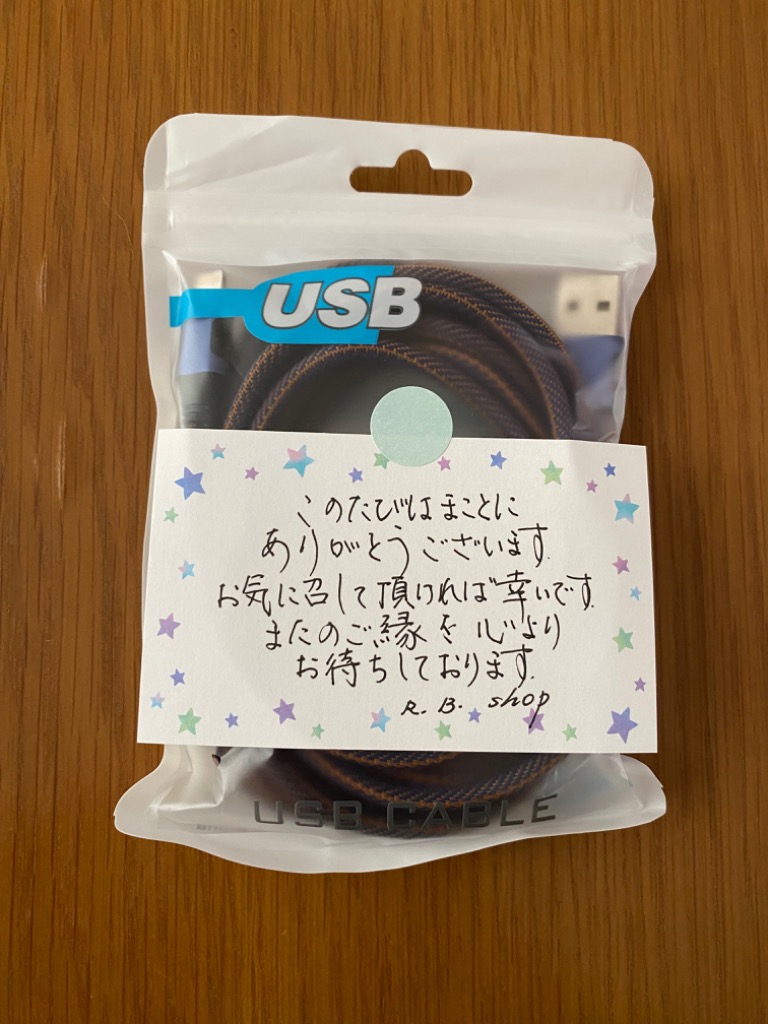 USB
このたびはまことに
ありがとうございます。
お気に召して頂ければ幸いです。
またのご縁を心より
お待ちしております。
R. B. shop
USB CABLE